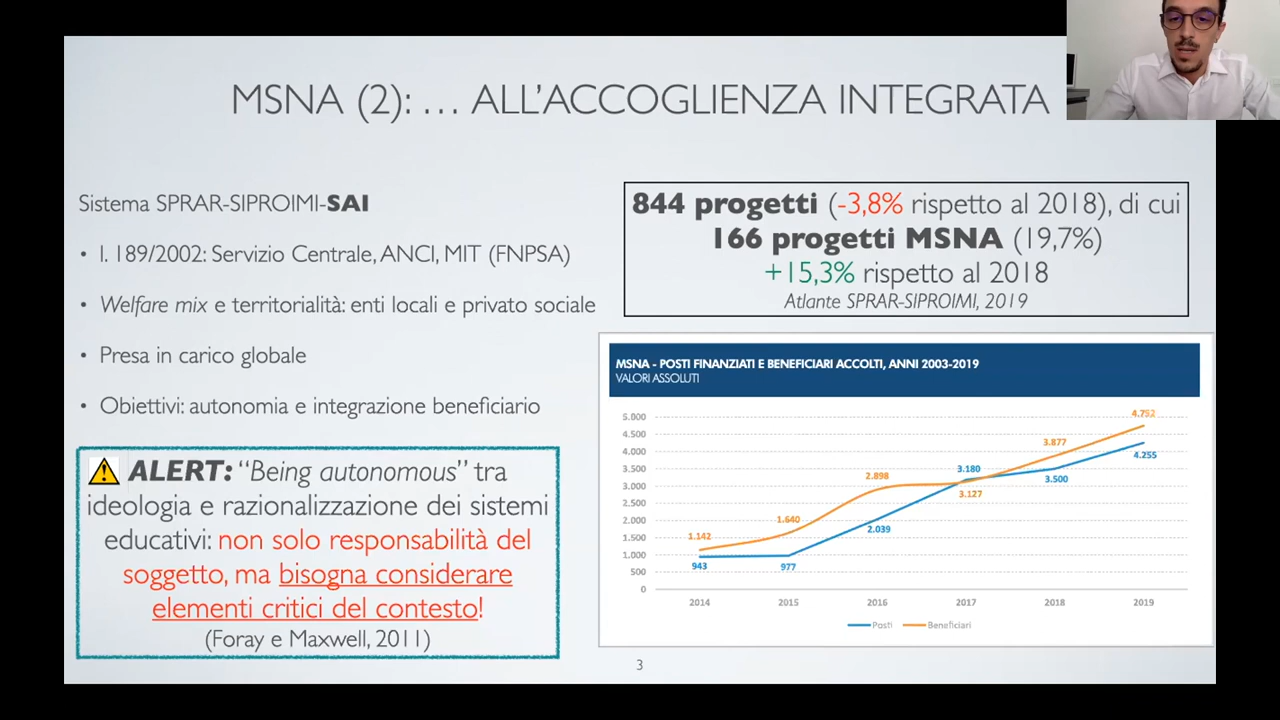 MSNA (2): … ALL’ACCOGLIENZA INTEGRATA
Sistema SPRAR-SIPROIMI-SAI
• l. 189/2002: Servizio Centrale, ANCI, MIT (FNPSA)
• Welfare mix e territorialità: enti locali e privato sociale
• Presa in carico globale
• Obiettivi: autonomia e integrazione beneficiario
ALERT: “Being autonomous” tra
ideologia e razionalizzazione dei sistemi
educativi: non solo responsabilità del
soggetto, ma bisogna considerare
elementi critici del contesto!
(Foray e Maxwell, 2011)
844 progetti (-3,8% rispetto al 2018), di cui
166 progetti MSNA (19,7%)
+15,3% rispetto al 2018
Atlante SPRAR-SIPROIMI, 2019
MSNA - POSTI FINANZIATI E BENEFICIARI ACCOLTI, ANNI 2003-2019
VALORI ASSOLUTI
5.000
4.500
4.000
3.500
3.000
2.500
2.000
1.500
1.000
500
0
1.142
943
1.640
977
2.898
2.039
3.180
3.127
3.877
3.500
4.752
4.255
2014 2015 2016 2017 2018 2019
Posti Beneficiari
3